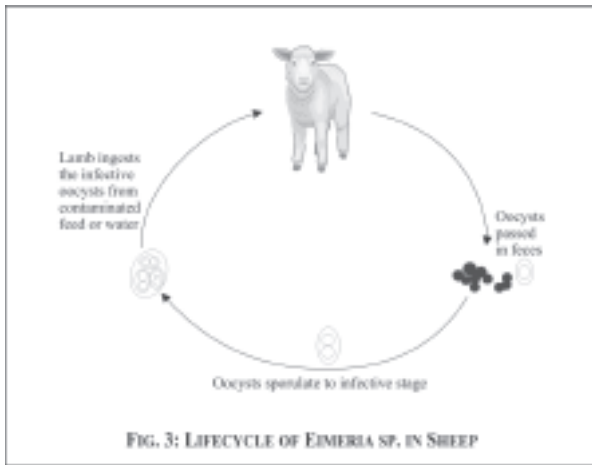 Lamb ingests
the infective
oocysts from
contaminated
feed or water
Oocysts
passed
in feces
Oocysts sporulate to infective stage
FIG. 3: LIFECYCLE OF EIMERIA SP. IN SHEEP